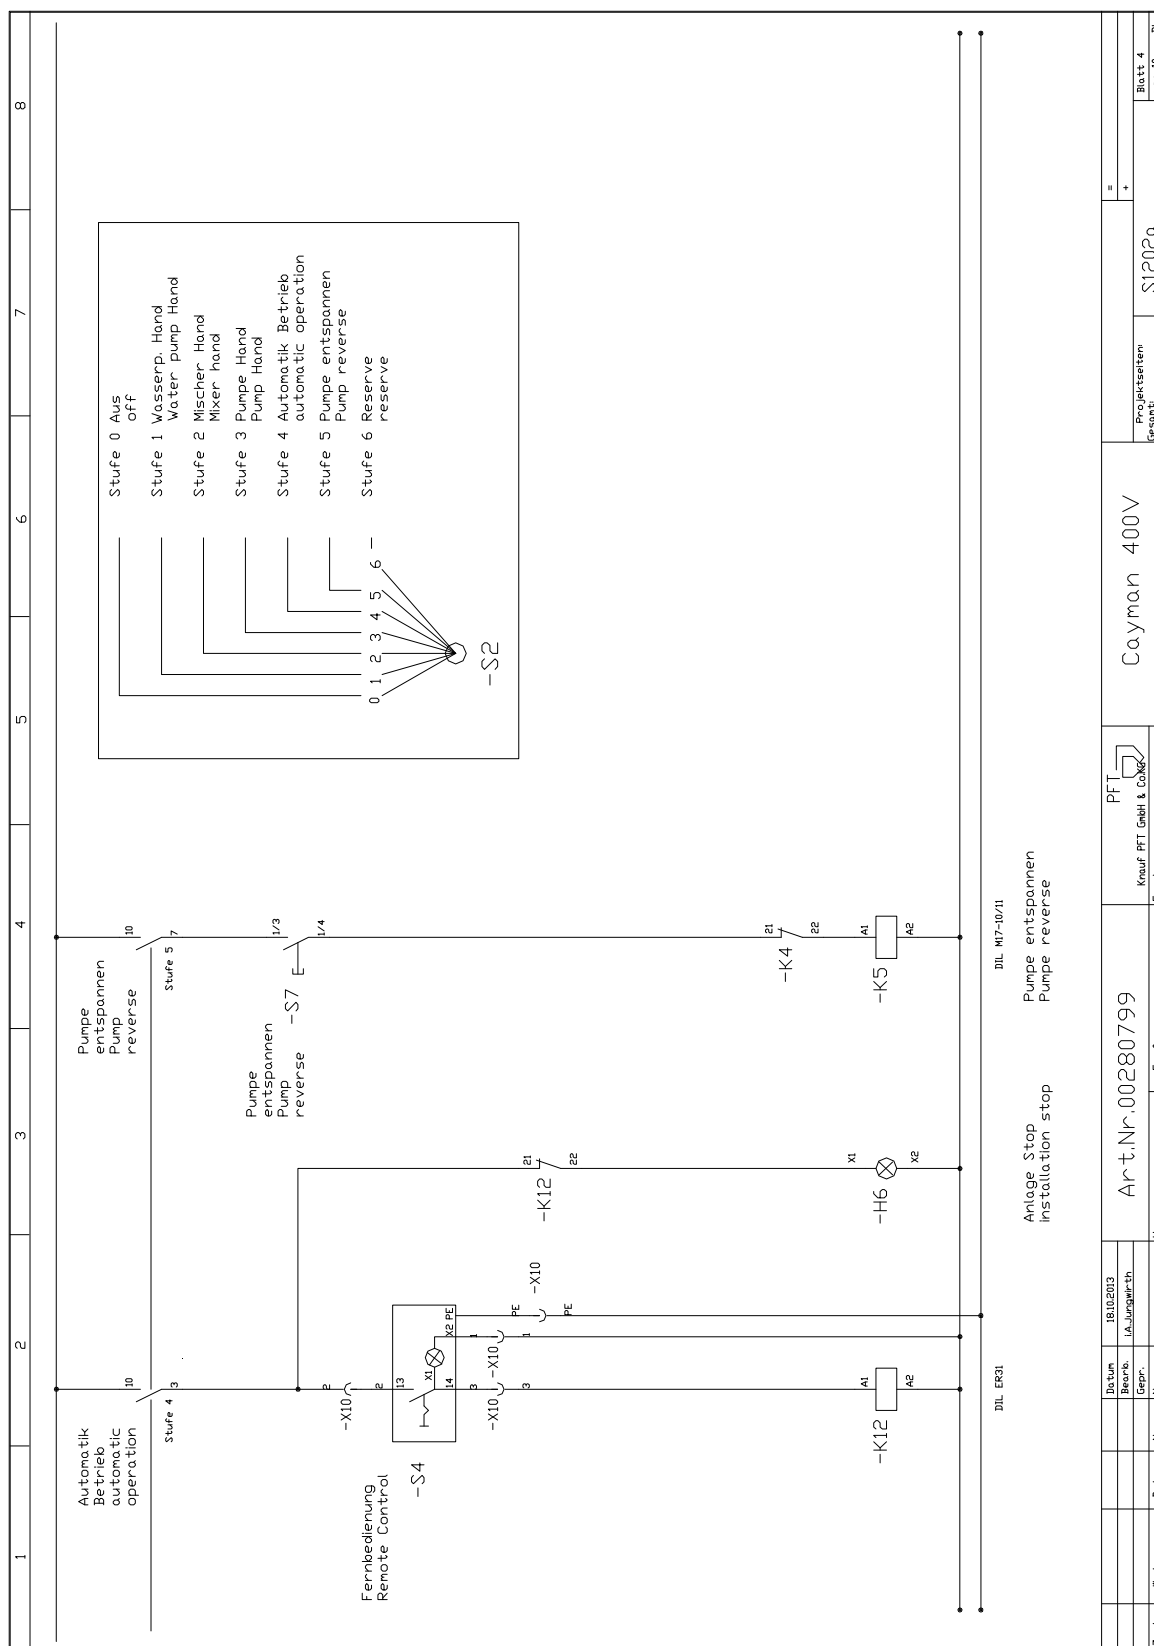 1
2
3
4
5
6
7
8
Automatik
Betrieb
automatic
operation
10
Stufe 4
3
Pumpe
entspannen
Pump
reverse
10
Stufe 5
7
Pumpe
entspannen
Pump
reverse
-S7
1/3
1/4
Fernbedienung
Remote Control
-S4
-X10
2
2
13
14
X1
X2
PE
-X10
3
3
-X10
1
1
-X10
PE
PE
-K12
21
22
-K4
21
22
-K12
A1
A2
-H6
X1
X2
-K5
A1
A2
DIL ER31
DIL M17-10/11
Anlage Stop
installation stop
Pumpe entspannen
Pumpe reverse
Stufe 0 Aus
off
Stufe 1 Wasserp. Hand
Water pump Hand
Stufe 2 Mischer Hand
Mixer hand
Stufe 3 Pumpe Hand
Pump Hand
Stufe 4 Automatik Betrieb
automatic operation
Stufe 5 Pumpe entspannen
Pump reverse
Stufe 6 Reserve
reserve
0 1 2 3 4 5 6
-S2
Datum 18.10.2013
Bearb. i.A.Jungwirth
Gepr.
Art.Nr.00280799
PFT
Knauf PFT GmbH & Co.KG
Cayman 400V
Projektseiten:
Gesamt:
S1202a
=
+
Blatt 4